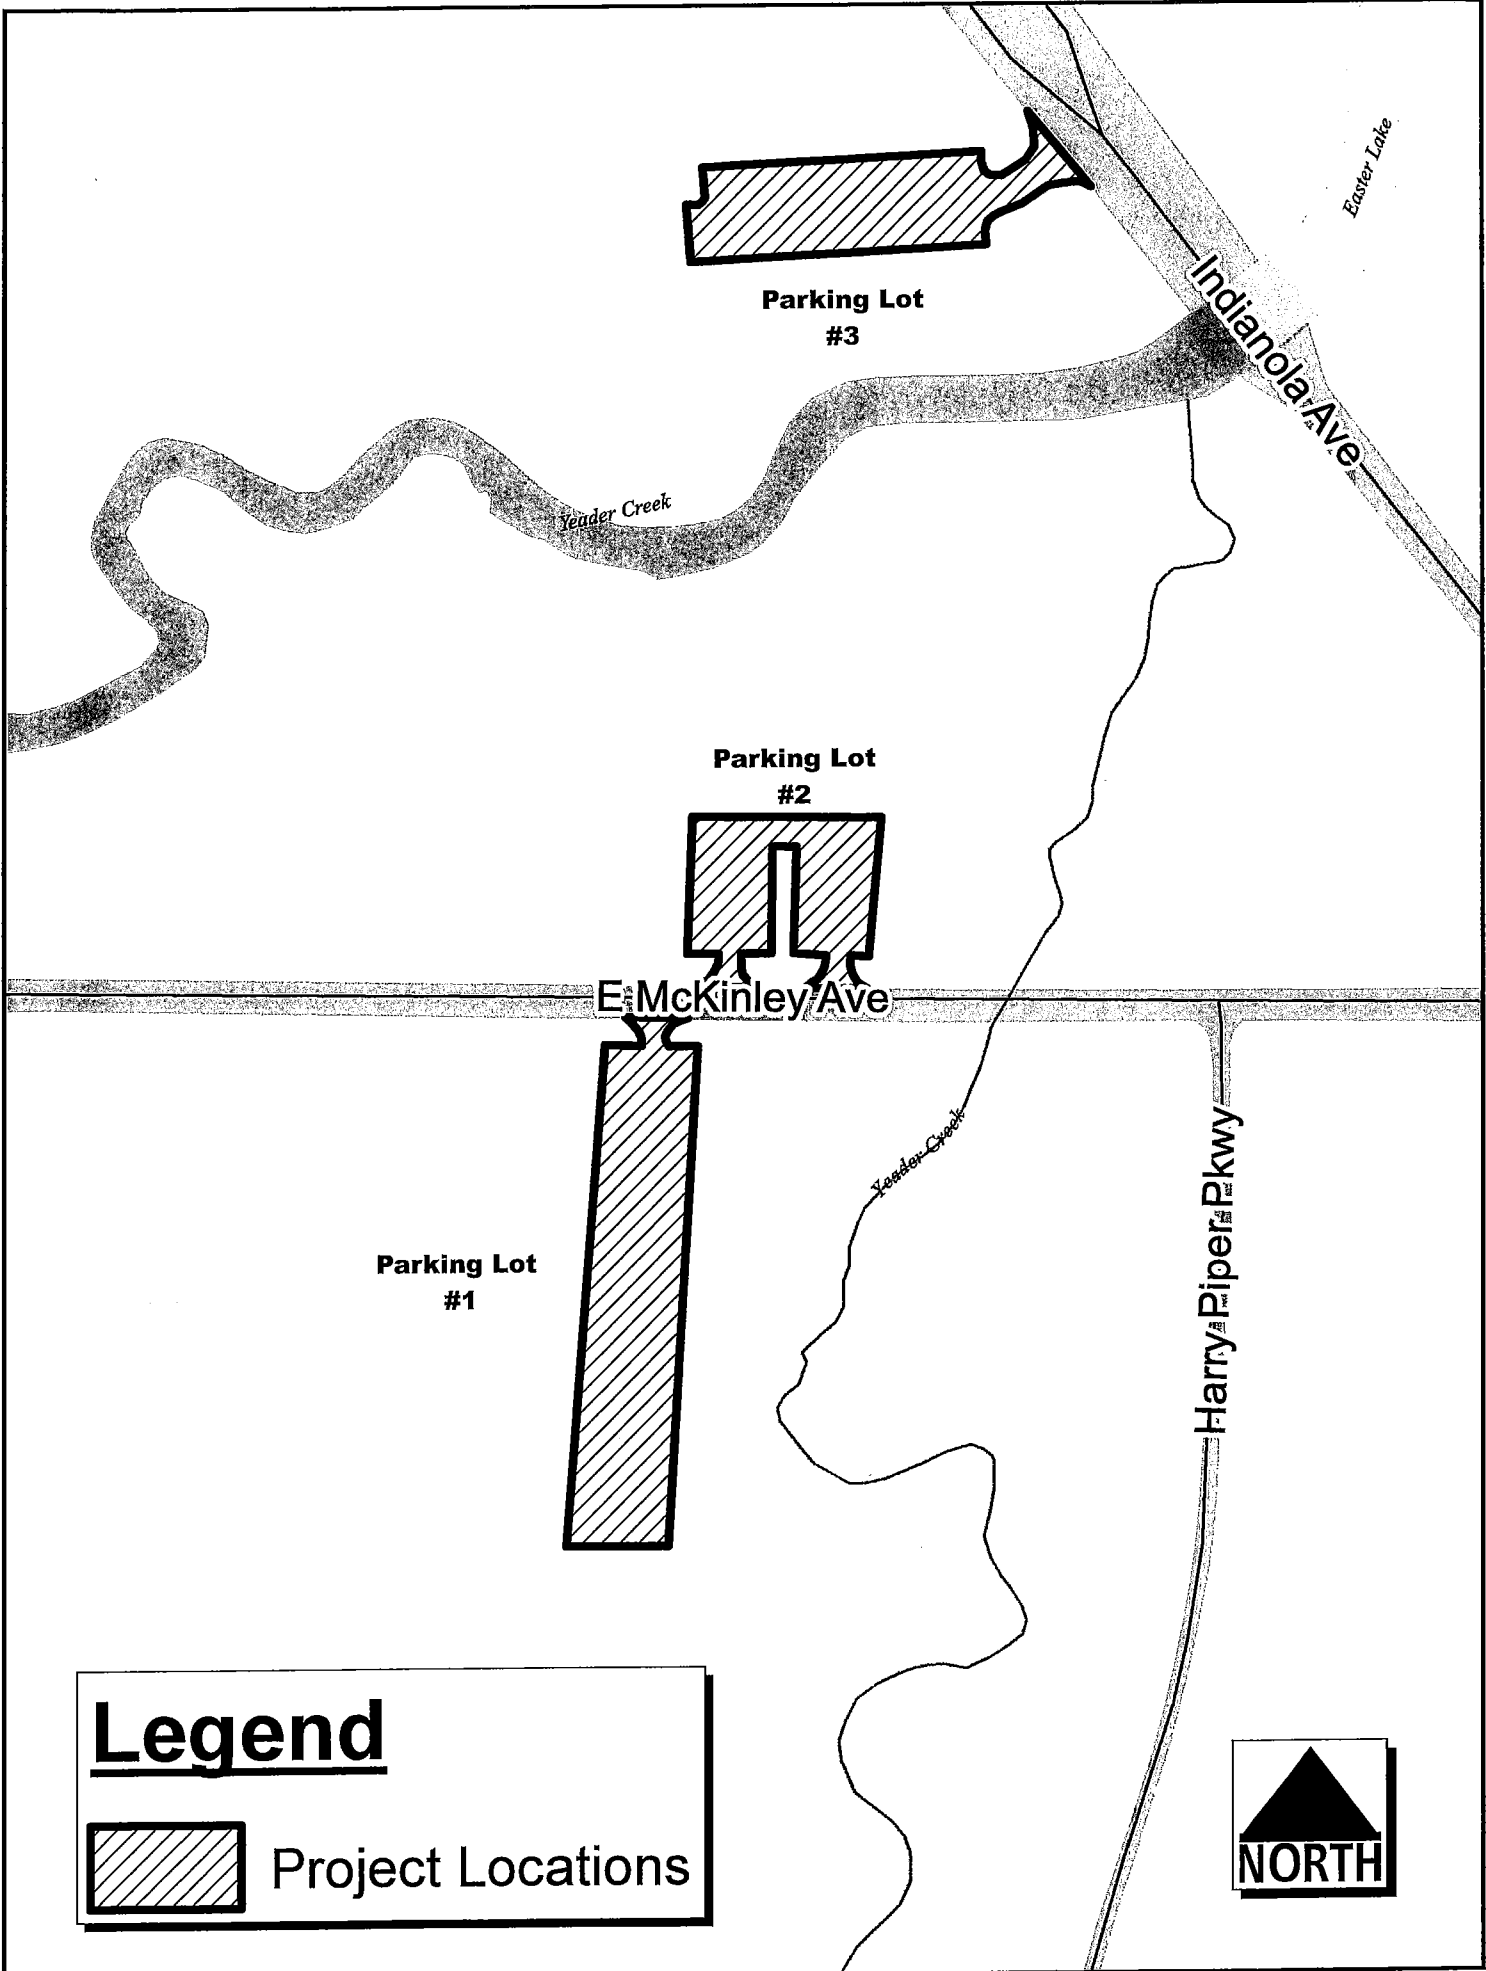 Easter Lake
Parking Lot
#3
Indianola Ave
Yeader Creek
Parking Lot
#2
E McKinley Ave
Yeader Creek
Harry Piper Pkwy
Parking Lot
#1
Legend
Project Locations
NORTH